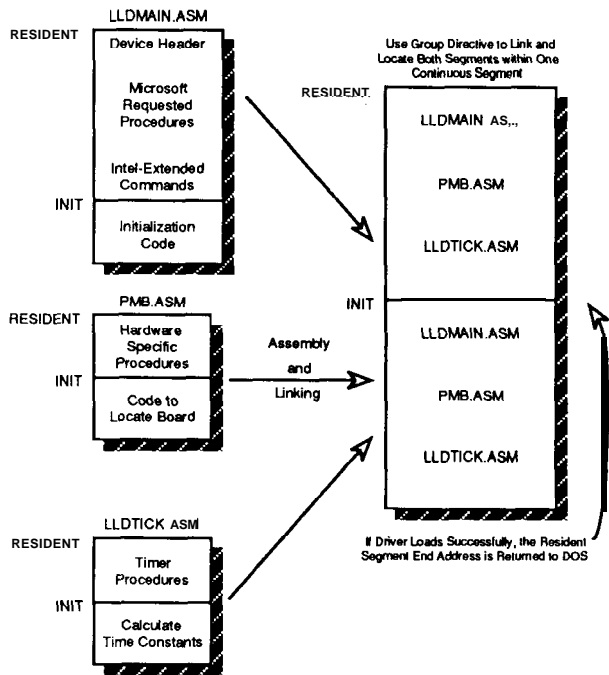 LLDMAIN.ASM
RESIDENT
Device Header
Microsoft
Requested
Procedures
Intel-Extended
Commands
INIT
Initialization
Code
PMB.ASM
RESIDENT
Hardware
Specific
Procedures
INIT
Code to
Locate Board
LLDTICK ASM
RESIDENT
Timer
Procedures
INIT
Calculate
Time Constants
Assembly
and
Linking
Use Group Directive to Link and
Locate Both Segments within One
Continuous Segment
RESIDENT
LLDMAIN AS,.,
PMB.ASM
LLDTICK.ASM
INIT
LLDMAIN.ASM
PMB.ASM
LLDTICK.ASM
If Driver Loads Successfully, the Resident
Segment End Address is Returned to DOS